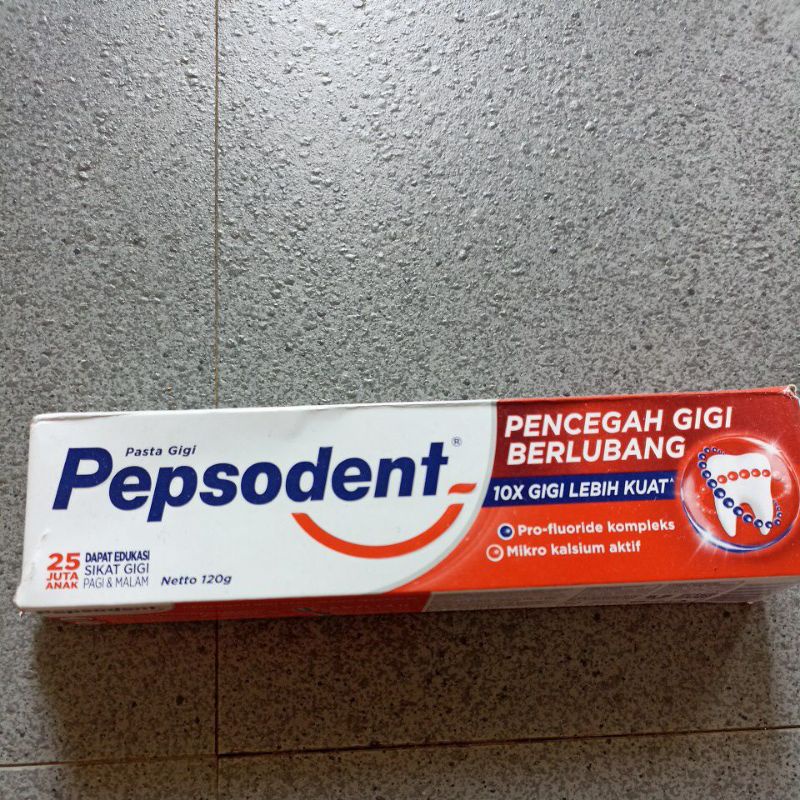 Pasta Gigi
Pepsodent®
25 JUTA ANAK
DAPAT EDUKASI
SIKAT GIGI
PAGI & MALAM
Netto 120g
PENCEGAH GIGI
BERLUBANG
10X GIGI LEBIH KUAT^
Pro-fluoride kompleks
Mikro kalsium aktif
Pepsodent